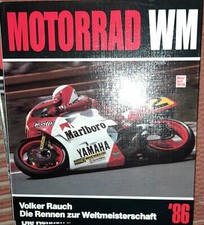 MOTORRAD WM
Marlboro
YAMAHA
Volker Rauch
Die Rennen zur Weltmeisterschaft
'86